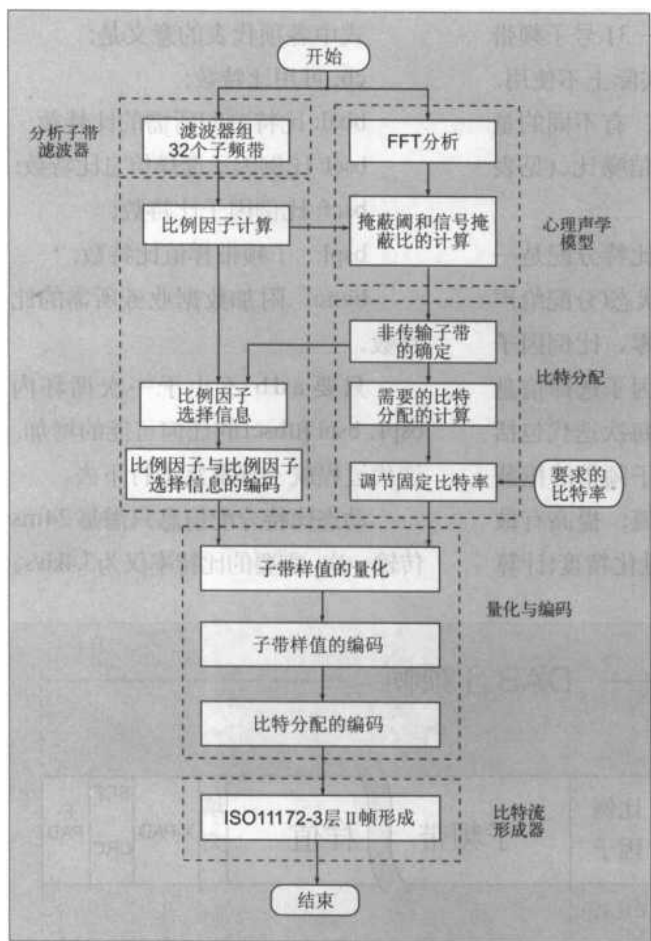 开始
分析子带
滤波器
滤波器组
32个子频带
FFT分析
比例因子计算
掩蔽阈和信号掩
蔽比的计算
心理声学
模型
非传输子带
的确定
比特分配
比例因子
选择信息
需要的比特
分配的计算
比例因子与比例因子
选择信息的编码
调节固定比特率
要求的
比特率
子带样值的量化
量化与编码
子带样值的编码
比特分配的编码
ISO11172-3层Ⅱ帧形成
比特流
形成器
结束